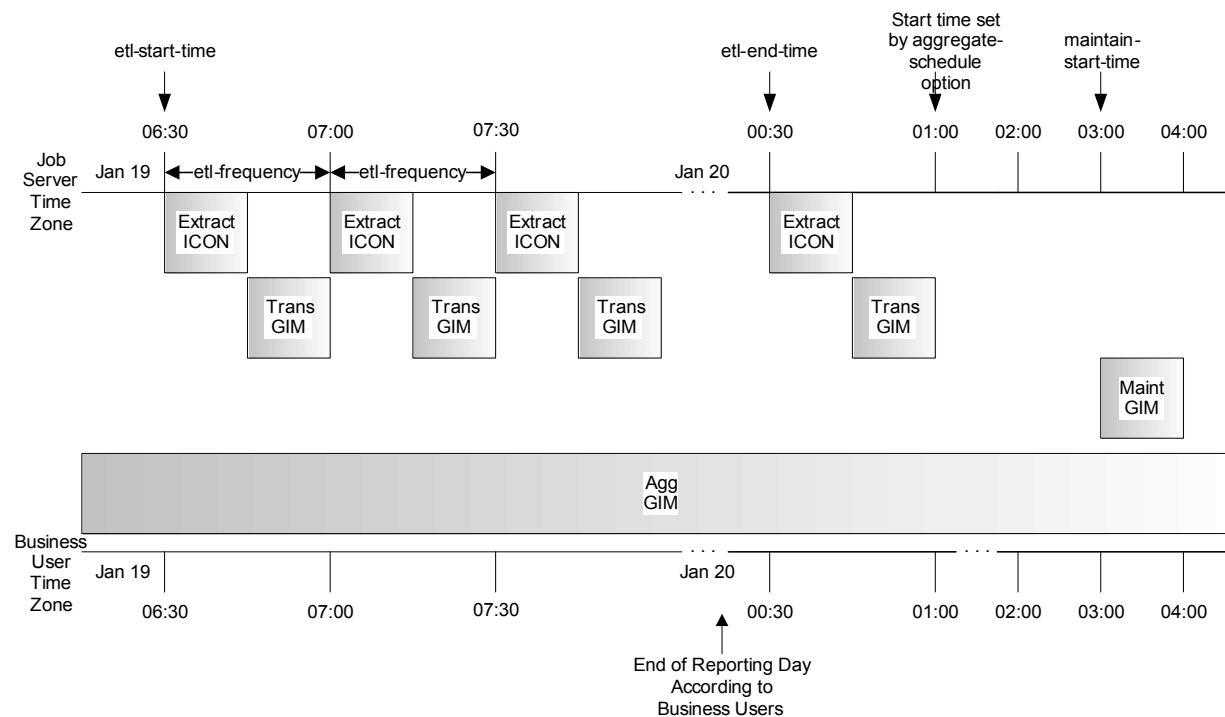 etl-start-time
etl-end-time
Start time set
by aggregate-
schedule
option
maintain-
start-time
06:30
07:00
07:30
00:30
01:00
02:00
03:00
04:00
Job
Server
Time
Zone
Jan 19
etl-frequency
etl-frequency
Jan 20
. . .
Extract
ICON
Extract
ICON
Extract
ICON
Extract
ICON
Trans
GIM
Trans
GIM
Trans
GIM
Trans
GIM
Maint
GIM
Agg
GIM
Business
User
Time
Zone
Jan 19
. . .
Jan 20
. . .
06:30
07:00
07:30
00:30
01:00
02:00
03:00
04:00
End of Reporting Day
According to
Business Users